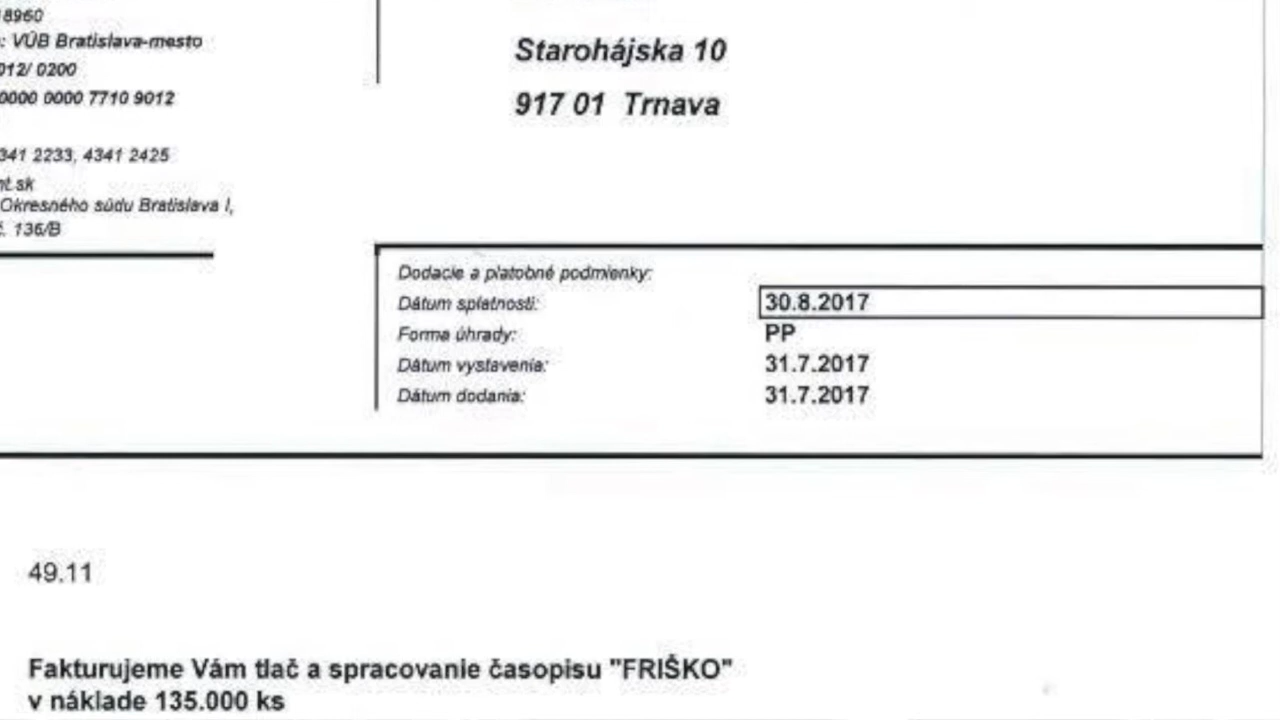 8960
: VÚB Bratislava-mesto
012/ 0200
0000 0000 7710 9012
341 2233, 4341 2425
nt.sk
Okresného súdu Bratislava I,
č. 136/B
Starohájska 10
917 01 Trnava
Dodacie a platobné podmienky:
Dátum splatnosti: 30.8.2017
Forma úhrady: PP
Dátum vystavenia: 31.7.2017
Dátum dodania: 31.7.2017
49.11
Fakturujeme Vám tlač a spracovanie časopisu "FRIŠKO"
v náklade 135.000 ks